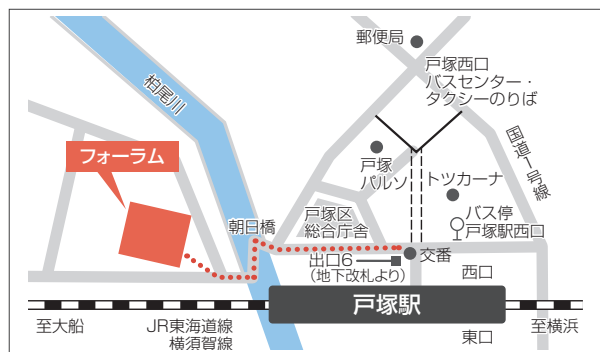 郵便局
戸塚西口
バスセンター・
タクシーのりば
柏尾川
国道1号線
フォーラム
戸塚
パルソ
トツカーナ
朝日橋
戸塚区
総合庁舎
バス停
戸塚駅西口
出口6
(地下改札より)
交番
西口
戸塚駅
至大船
JR東海道線
横須賀線
東口
至横浜